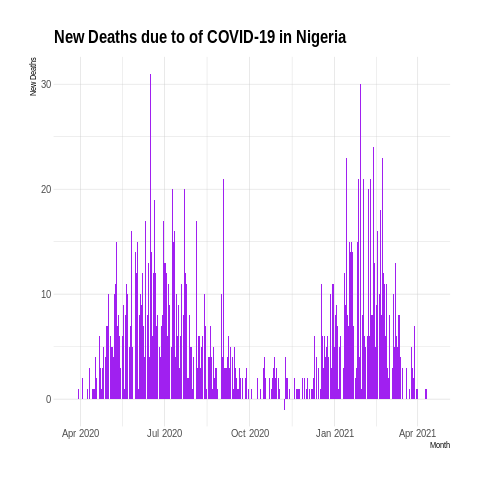 New Deaths due to of COVID-19 in Nigeria
New Deaths
30
20
10
0
Apr 2020 Jul 2020 Oct 2020 Jan 2021 Apr 2021
Month